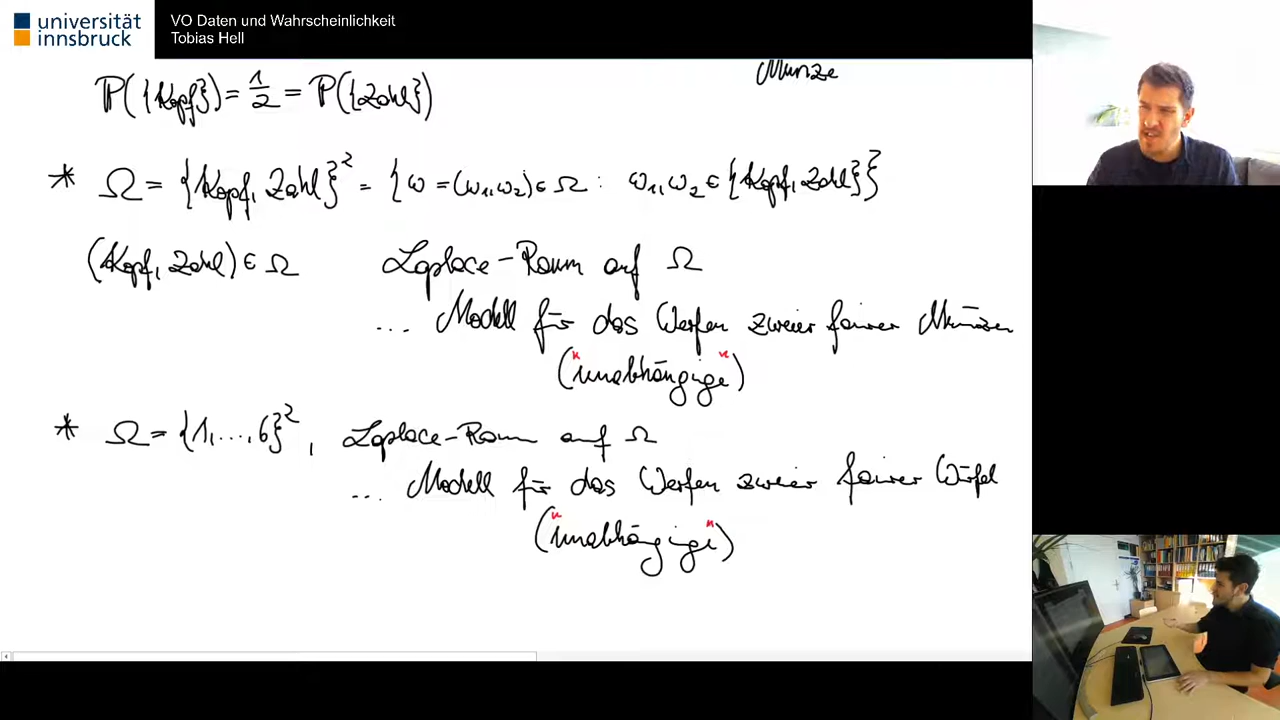 universität
innsbruck
VO Daten und Wahrscheinlichkeit
Tobias Hell
Münze
P({Kopf}) = 1/2 = P({Zahl})
* Ω = {Kopf, Zahl}² = {ω = (ω₁, ω₂) ∈ Ω : ω₁, ω₂ ∈ {Kopf, Zahl}}
(Kopf, Zahl) ∈ Ω Laplace-Raum auf Ω
... Modell für das Werfen zweier fairer Münzen
("unabhängige")
* Ω = {1, ..., 6}², Laplace-Raum auf Ω
... Modell für das Werfen zweier fairer Würfel
("unabhängige")